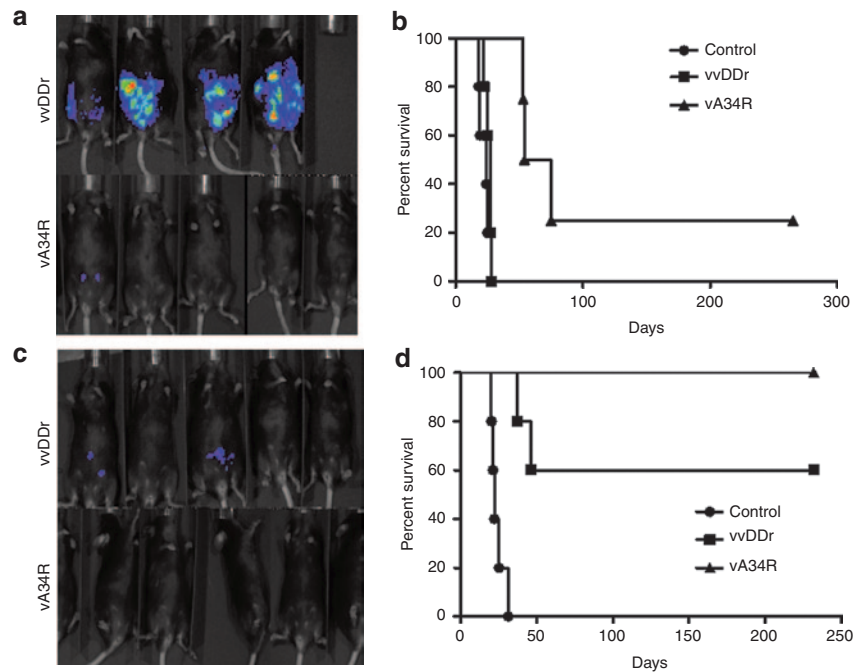 a
vvDDr
vA34R
b
Percent survival
100
80
60
40
20
0
0 100 200 300
Days
Control
vvDDr
vA34R
c
vvDDr
vA34R
d
Percent survival
100
80
60
40
20
0
0 50 100 150 200 250
Days
Control
vvDDr
vA34R